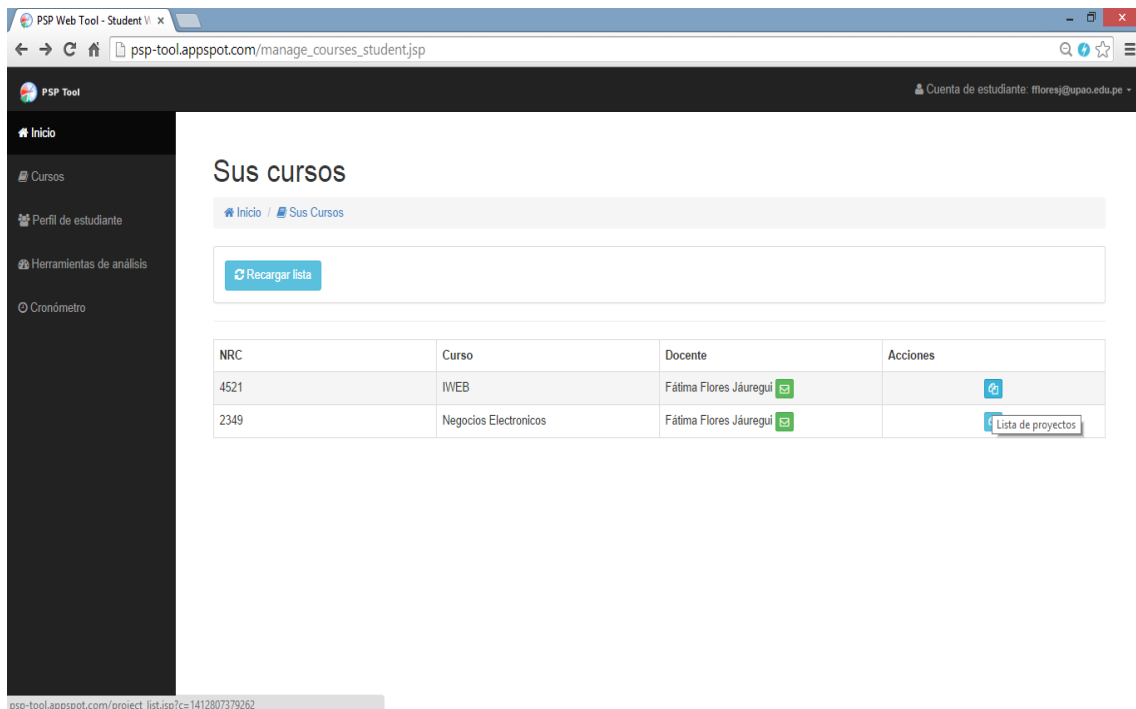 PSP Web Tool - Student W
psp-tool.appspot.com/manage_courses_student.jsp
PSP Tool
Cuenta de estudiante: ffloresj@upao.edu.pe
Inicio
Cursos
Perfil de estudiante
Herramientas de análisis
Cronómetro
Sus cursos
Inicio / Sus Cursos
Recargar lista
NRC Curso Docente Acciones
4521 IWEB Fátima Flores Jáuregui
2349 Negocios Electronicos Fátima Flores Jáuregui
Lista de proyectos
psp-tool.appspot.com/project_list.jsp?c=1412807379262